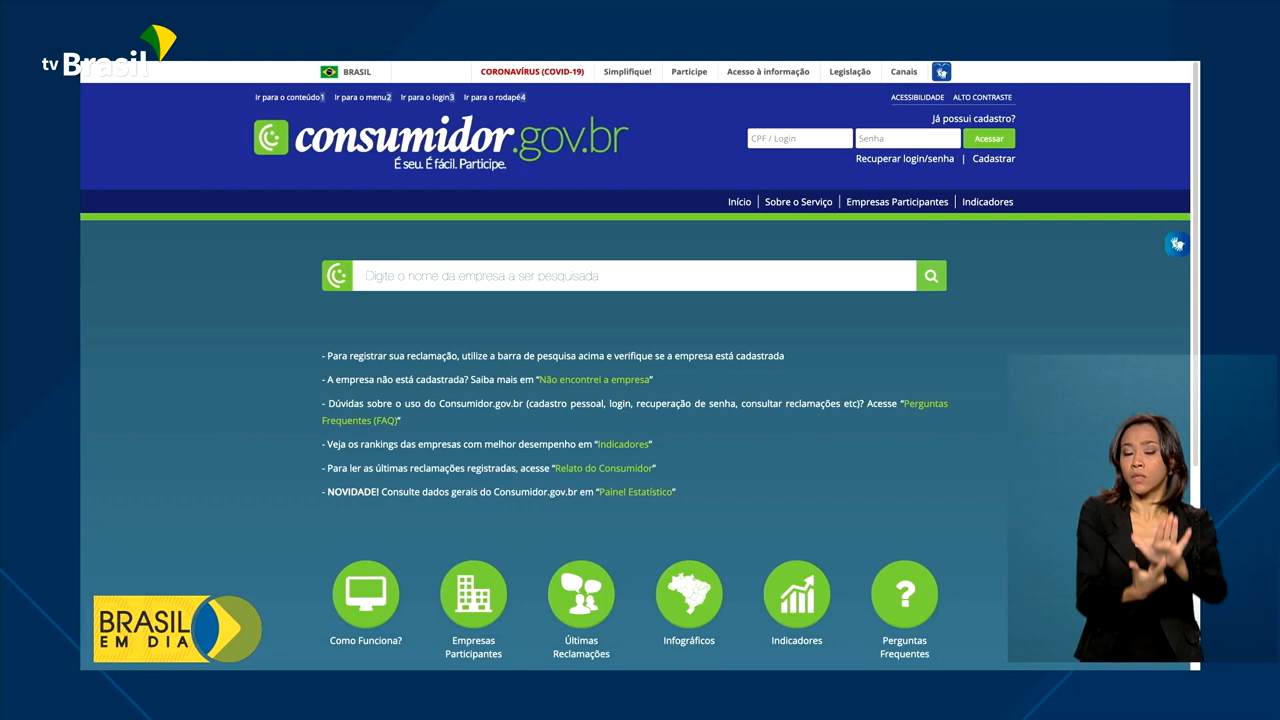 tv Brasil
BRASIL
CORONAVÍRUS (COVID-19)
Simplifique!
Participe
Acesso à informação
Legislação
Canais
Ir para o conteúdo1 Ir para o menu2 Ir para o login3 Ir para o rodapé4
ACESSIBILIDADE ALTO CONTRASTE
consumidor.gov.br
É seu. É fácil. Participe.
Já possui cadastro?
CPF / Login
Senha
Acessar
Recuperar login/senha | Cadastrar
Início | Sobre o Serviço | Empresas Participantes | Indicadores
Digite o nome da empresa a ser pesquisada
- Para registrar sua reclamação, utilize a barra de pesquisa acima e verifique se a empresa está cadastrada
- A empresa não está cadastrada? Saiba mais em “Não encontrei a empresa”
- Dúvidas sobre o uso do Consumidor.gov.br (cadastro pessoal, login, recuperação de senha, consultar reclamações etc)? Acesse “Perguntas
Frequentes (FAQ)”
- Veja os rankings das empresas com melhor desempenho em “Indicadores”
- Para ler as últimas reclamações registradas, acesse “Relato do Consumidor”
- NOVIDADE! Consulte dados gerais do Consumidor.gov.br em “Painel Estatístico”
Como Funciona?
Empresas
Participantes
Últimas
Reclamações
Infográficos
Indicadores
?
Perguntas
Frequentes
BRASIL
EM DIA